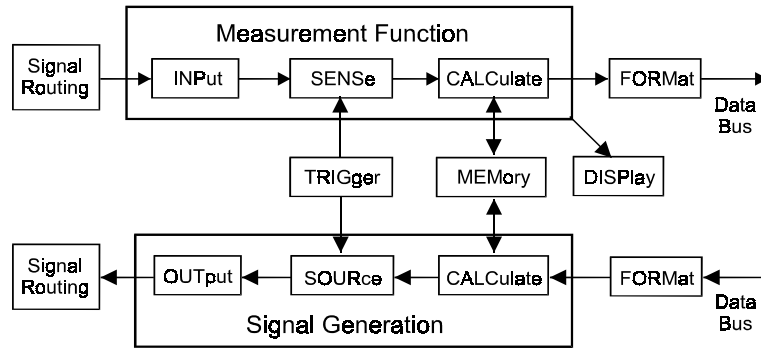 Measurement Function
Signal
Routing
INPut
SENSe
CALCulate
FORMat
Data
Bus
TRIGger
MEMory
DISPlay
Signal
Routing
OUTput
SOURce
CALCulate
FORMat
Data
Bus
Signal Generation